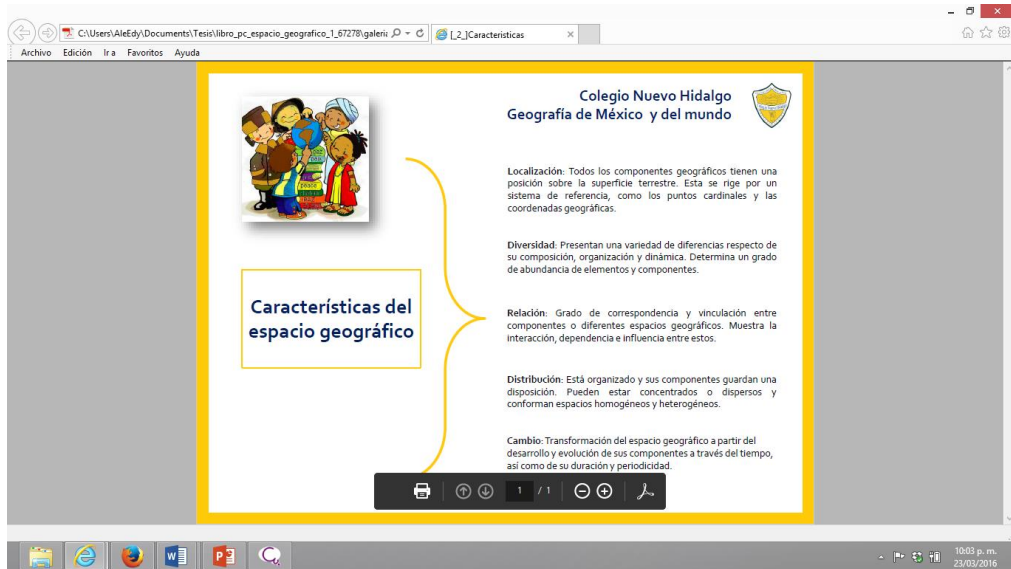 C:\Users\AleEdy\Documents\Tesis\libro_pc_espacio_geografico_1_67278\galeria
[_2_]Caracteristicas
Archivo Edición Ir a Favoritos Ayuda
Colegio Nuevo Hidalgo
Geografía de México y del mundo
peace
Localización: Todos los componentes geográficos tienen una
posición sobre la superficie terrestre. Esta se rige por un
sistema de referencia, como los puntos cardinales y las
coordenadas geográficas.
Diversidad: Presentan una variedad de diferencias respecto de
su composición, organización y dinámica. Determina un grado
de abundancia de elementos y componentes.
Características del
espacio geográfico
Relación: Grado de correspondencia y vinculación entre
componentes o diferentes espacios geográficos. Muestra la
interacción, dependencia e influencia entre estos.
Distribución: Está organizado y sus componentes guardan una
disposición. Pueden estar concentrados o dispersos y
conforman espacios homogéneos y heterogéneos.
Cambio: Transformación del espacio geográfico a partir del
desarrollo y evolución de sus componentes a través del tiempo,
así como de su duración y periodicidad.
1 / 1
10:03 p. m.
23/03/2016